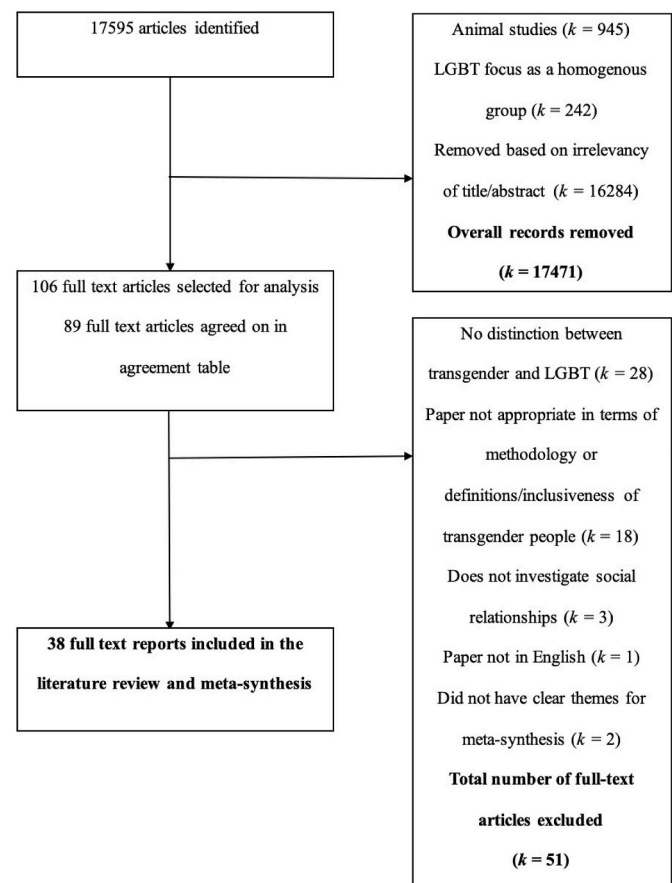 17595 articles identified
Animal studies (k = 945)
LGBT focus as a homogenous
group (k = 242)
Removed based on irrelevancy
of title/abstract (k = 16284)
Overall records removed
(k = 17471)
106 full text articles selected for analysis
89 full text articles agreed on in
agreement table
No distinction between
transgender and LGBT (k = 28)
Paper not appropriate in terms of
methodology or
definitions/inclusiveness of
transgender people (k = 18)
Does not investigate social
relationships (k = 3)
Paper not in English (k = 1)
Did not have clear themes for
meta-synthesis (k = 2)
Total number of full-text
articles excluded
(k = 51)
38 full text reports included in the
literature review and meta-synthesis